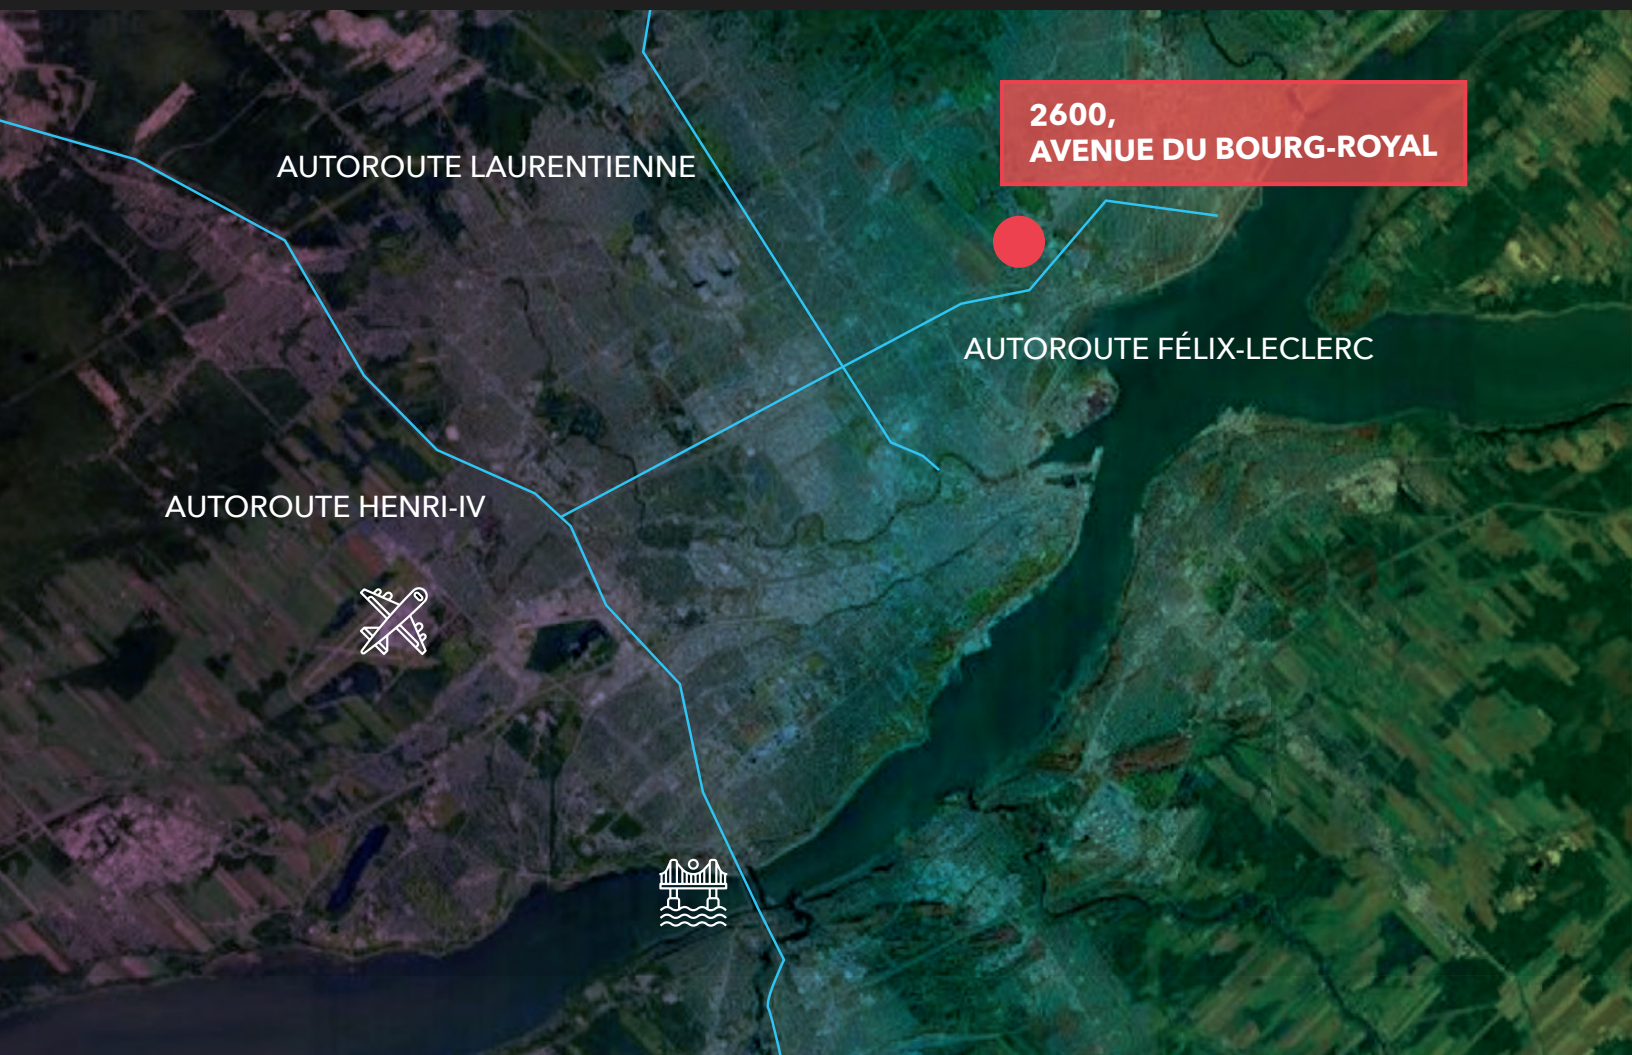 2600,
AVENUE DU BOURG-ROYAL
AUTOROUTE LAURENTIENNE
AUTOROUTE FÉLIX-LECLERC
AUTOROUTE HENRI-IV